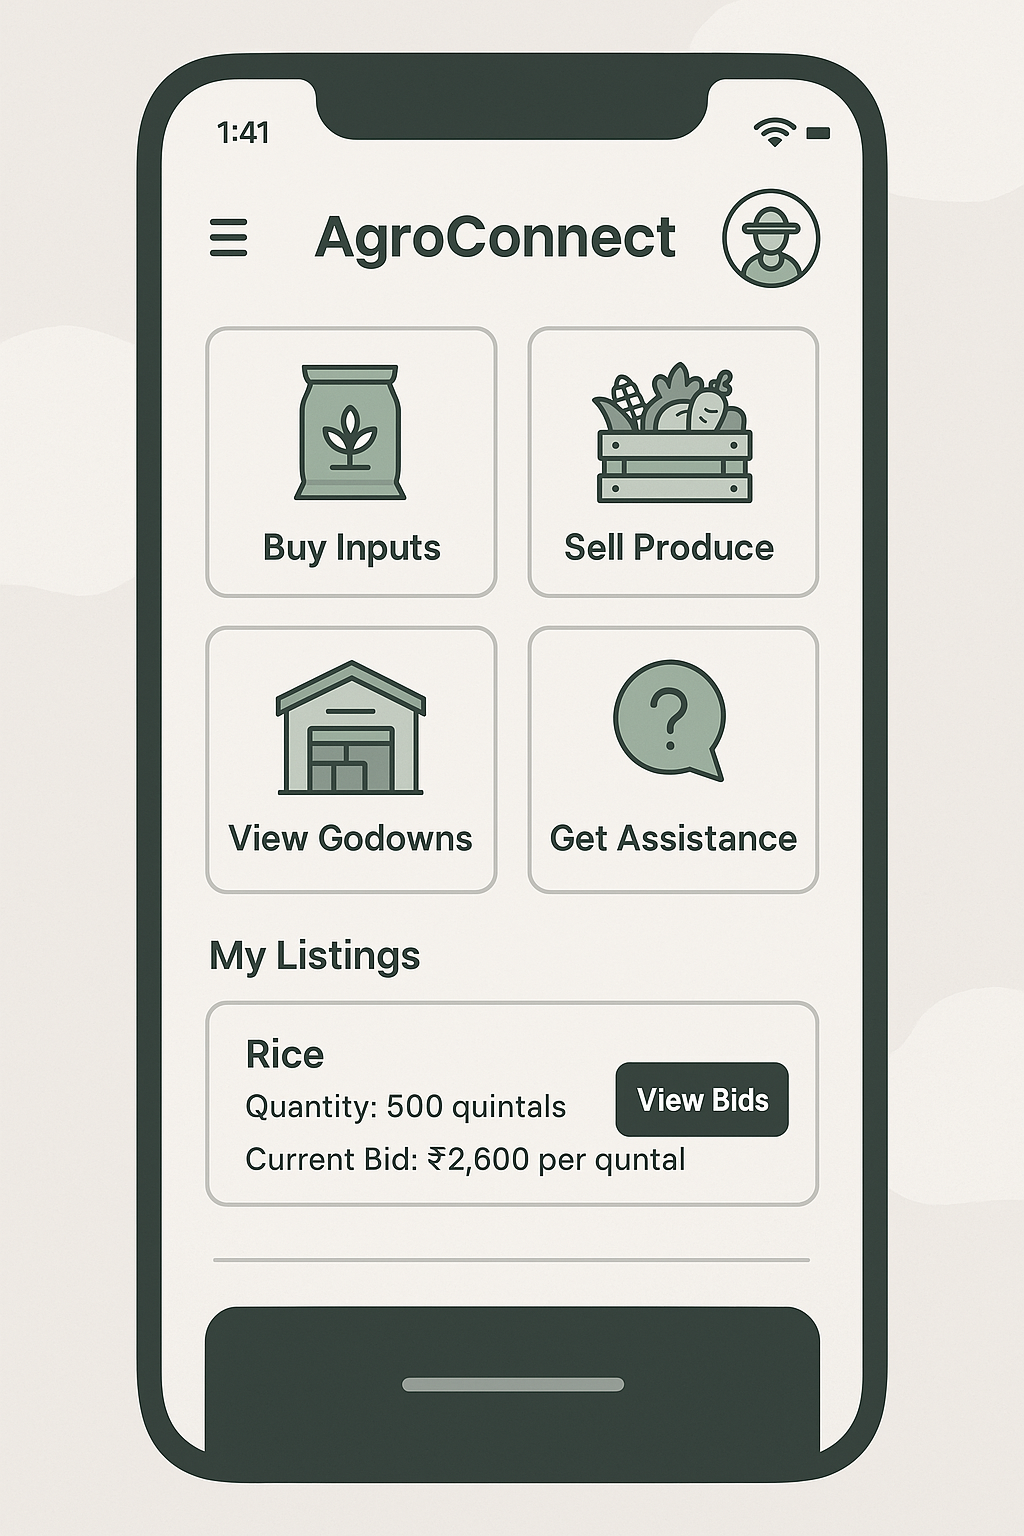 1:41
AgroConnect
Buy Inputs
Sell Produce
View Godowns
Get Assistance
My Listings
Rice
Quantity: 500 quintals
View Bids
Current Bid: ₹2,600 per quntal